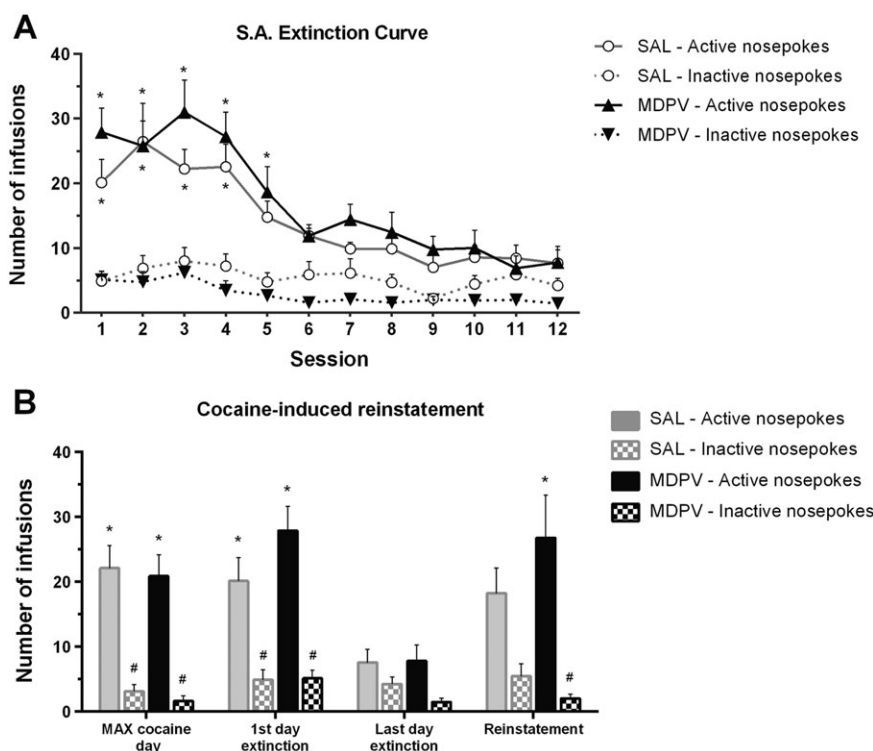 A
S.A. Extinction Curve
Number of infusions
40
30
20
10
0
* * * * *
* * * *
1 2 3 4 5 6 7 8 9 10 11 12
Session
SAL - Active nosepokes
SAL - Inactive nosepokes
MDPV - Active nosepokes
MDPV - Inactive nosepokes
B
Cocaine-induced reinstatement
Number of infusions
40
30
20
10
0
* * * * *
# # # # #
MAX cocaine
day
1st day
extinction
Last day
extinction
Reinstatement
SAL - Active nosepokes
SAL - Inactive nosepokes
MDPV - Active nosepokes
MDPV - Inactive nosepokes